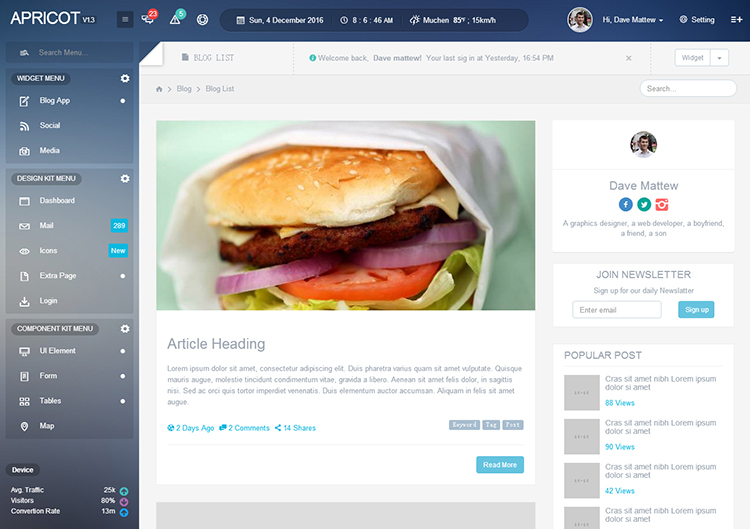 APRICOT V1.3
23
5
Sun, 4 December 2016
8 : 6 : 46 AM
Muchen 85°F ; 15km/h
Hi, Dave Mattew
Setting
Search Menu...
WIDGET MENU
Blog App
Social
Media
DESIGN KIT MENU
Dashboard
Mail 289
Icons New
Extra Page
Login
COMPONENT KIT MENU
UI Element
Form
Tables
Map
Device
Avg. Traffic 25k
Visitors 80%
Convertion Rate 13m
BLOG LIST
Welcome back, Dave mattew! Your last sig in at Yesterday, 16:54 PM
Widget
Blog
Blog List
Search...
Article Heading
Lorem ipsum dolor sit amet, consectetur adipiscing elit. Duis pharetra varius quam sit amet vulputate. Quisque
mauris augue, molestie tincidunt condimentum vitae, gravida a libero. Aenean sit amet felis dolor, in sagittis
nisi. Sed ac orci quis tortor imperdiet venenatis. Duis elementum auctor accumsan. Aliquam in felis sit amet
augue.
2 Days Ago 2 Comments 14 Shares
Keyword Tag Post
Read More
Dave Mattew
A graphics designer, a web developer, a boyfriend,
a friend, a son
JOIN NEWSLETTER
Sign up for our daily Newslatter
Enter email
Sign up
POPULAR POST
Cras sit amet nibh Lorem ipsum
dolor si amet
88 Views
Cras sit amet nibh Lorem ipsum
dolor si amet
90 Views
Cras sit amet nibh Lorem ipsum
dolor si amet
42 Views
Cras sit amet nibh Lorem ipsum
dolor si amet